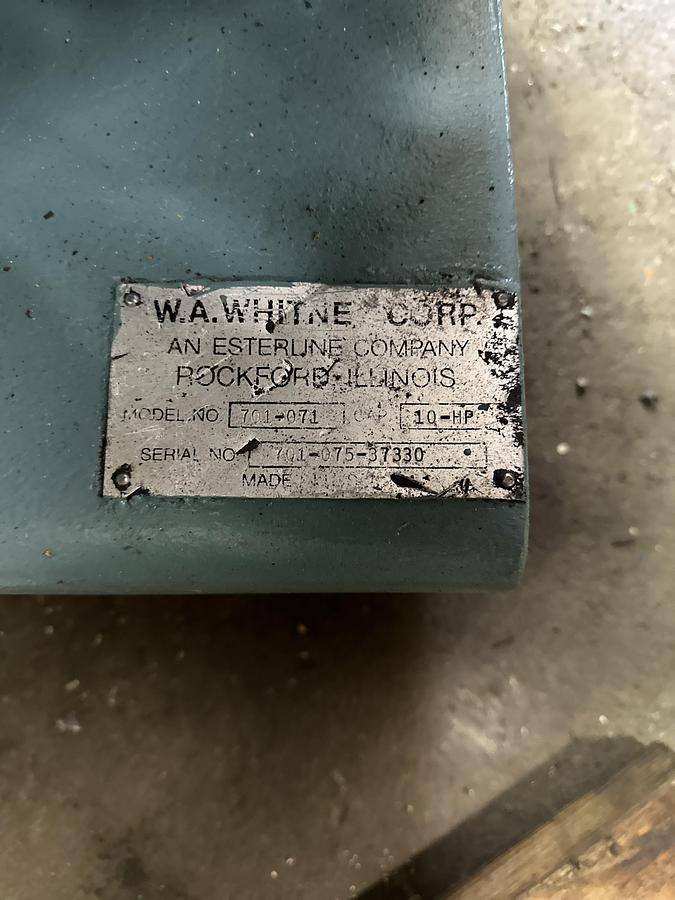 W.A.WHITNE CORP.
AN ESTERLINE COMPANY
ROCKFORD, ILLINOIS
MODEL NO. 701-071 CAP. 10-HP
SERIAL NO. 701-075-37330
MADE